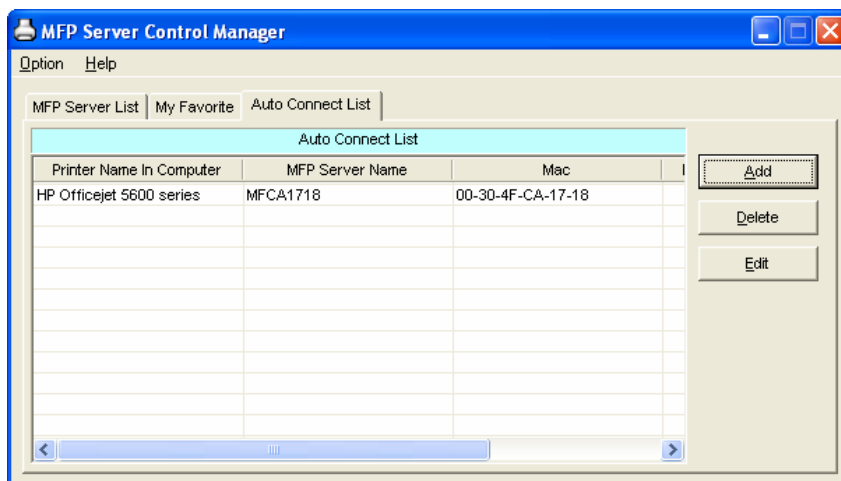 MFP Server Control Manager
Option Help
MFP Server List My Favorite Auto Connect List
Auto Connect List
Printer Name In Computer MFP Server Name Mac
HP Officejet 5600 series MFCA1718 00-30-4F-CA-17-18
Add
Delete
Edit